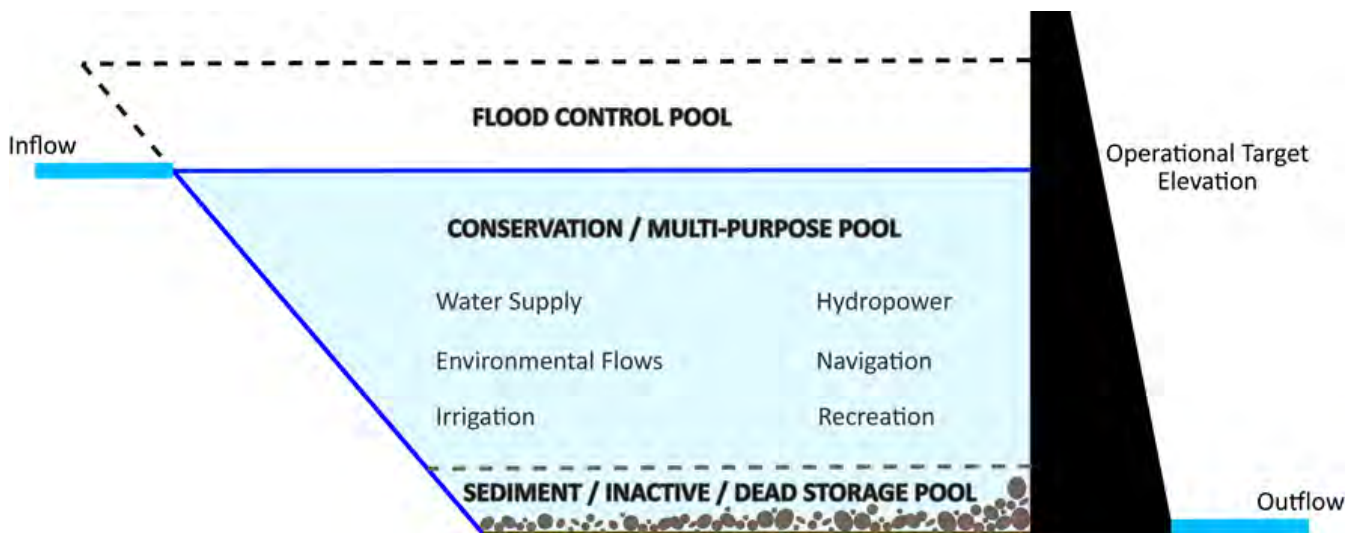 FLOOD CONTROL POOL
Inflow
Operational Target
Elevation
CONSERVATION / MULTI-PURPOSE POOL
Water Supply
Hydropower
Environmental Flows
Navigation
Irrigation
Recreation
SEDIMENT / INACTIVE / DEAD STORAGE POOL
Outflow